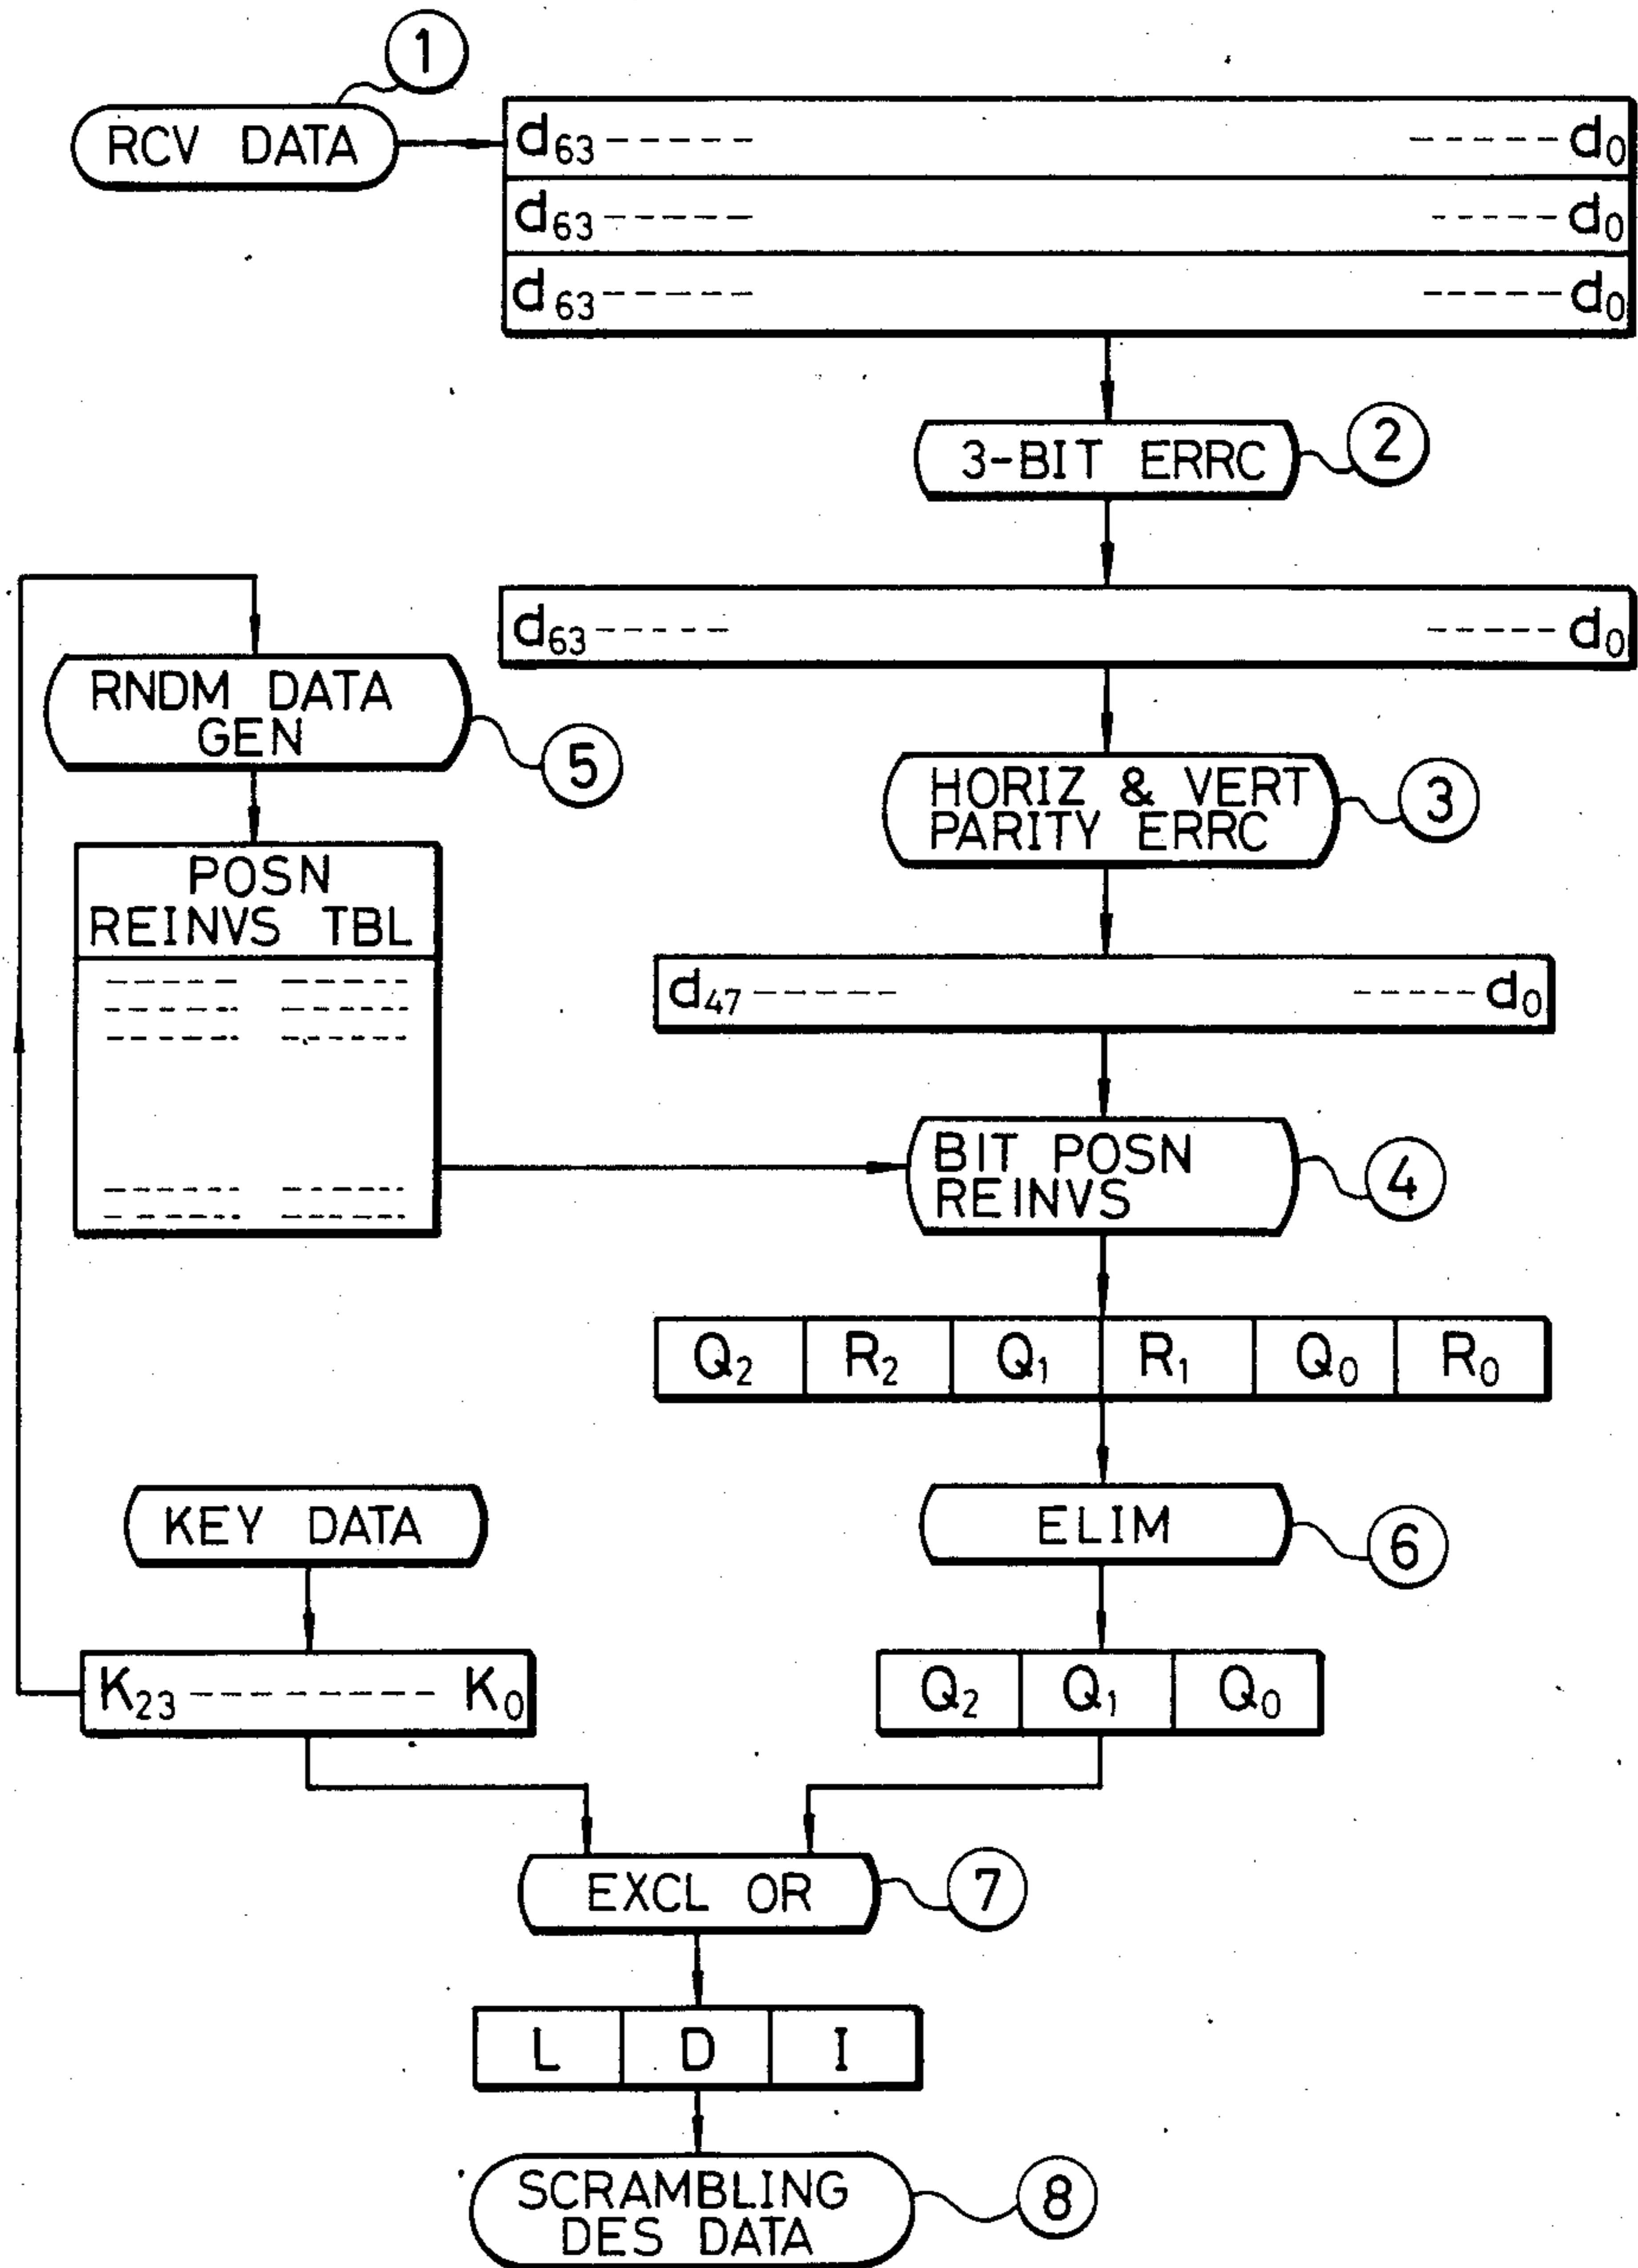 1
RCV DATA
d63 ------ ------ d0
d63 ------ ----- d0
d63 ------ ------ d0
3-BIT ERRC
2
d63 ------ ------ d0
RNDM DATA
GEN
5
HORIZ & VERT
PARITY ERRC
3
POSN
REINVS TBL
d47 ------ ----- d0
BIT POSN
REINVS
4
Q2 R2 Q1 R1 Q0 R0
KEY DATA
ELIM
6
K23 --------- K0
Q2 Q1 Q0
EXCL OR
7
L D I
SCRAMBLING
DES DATA
8